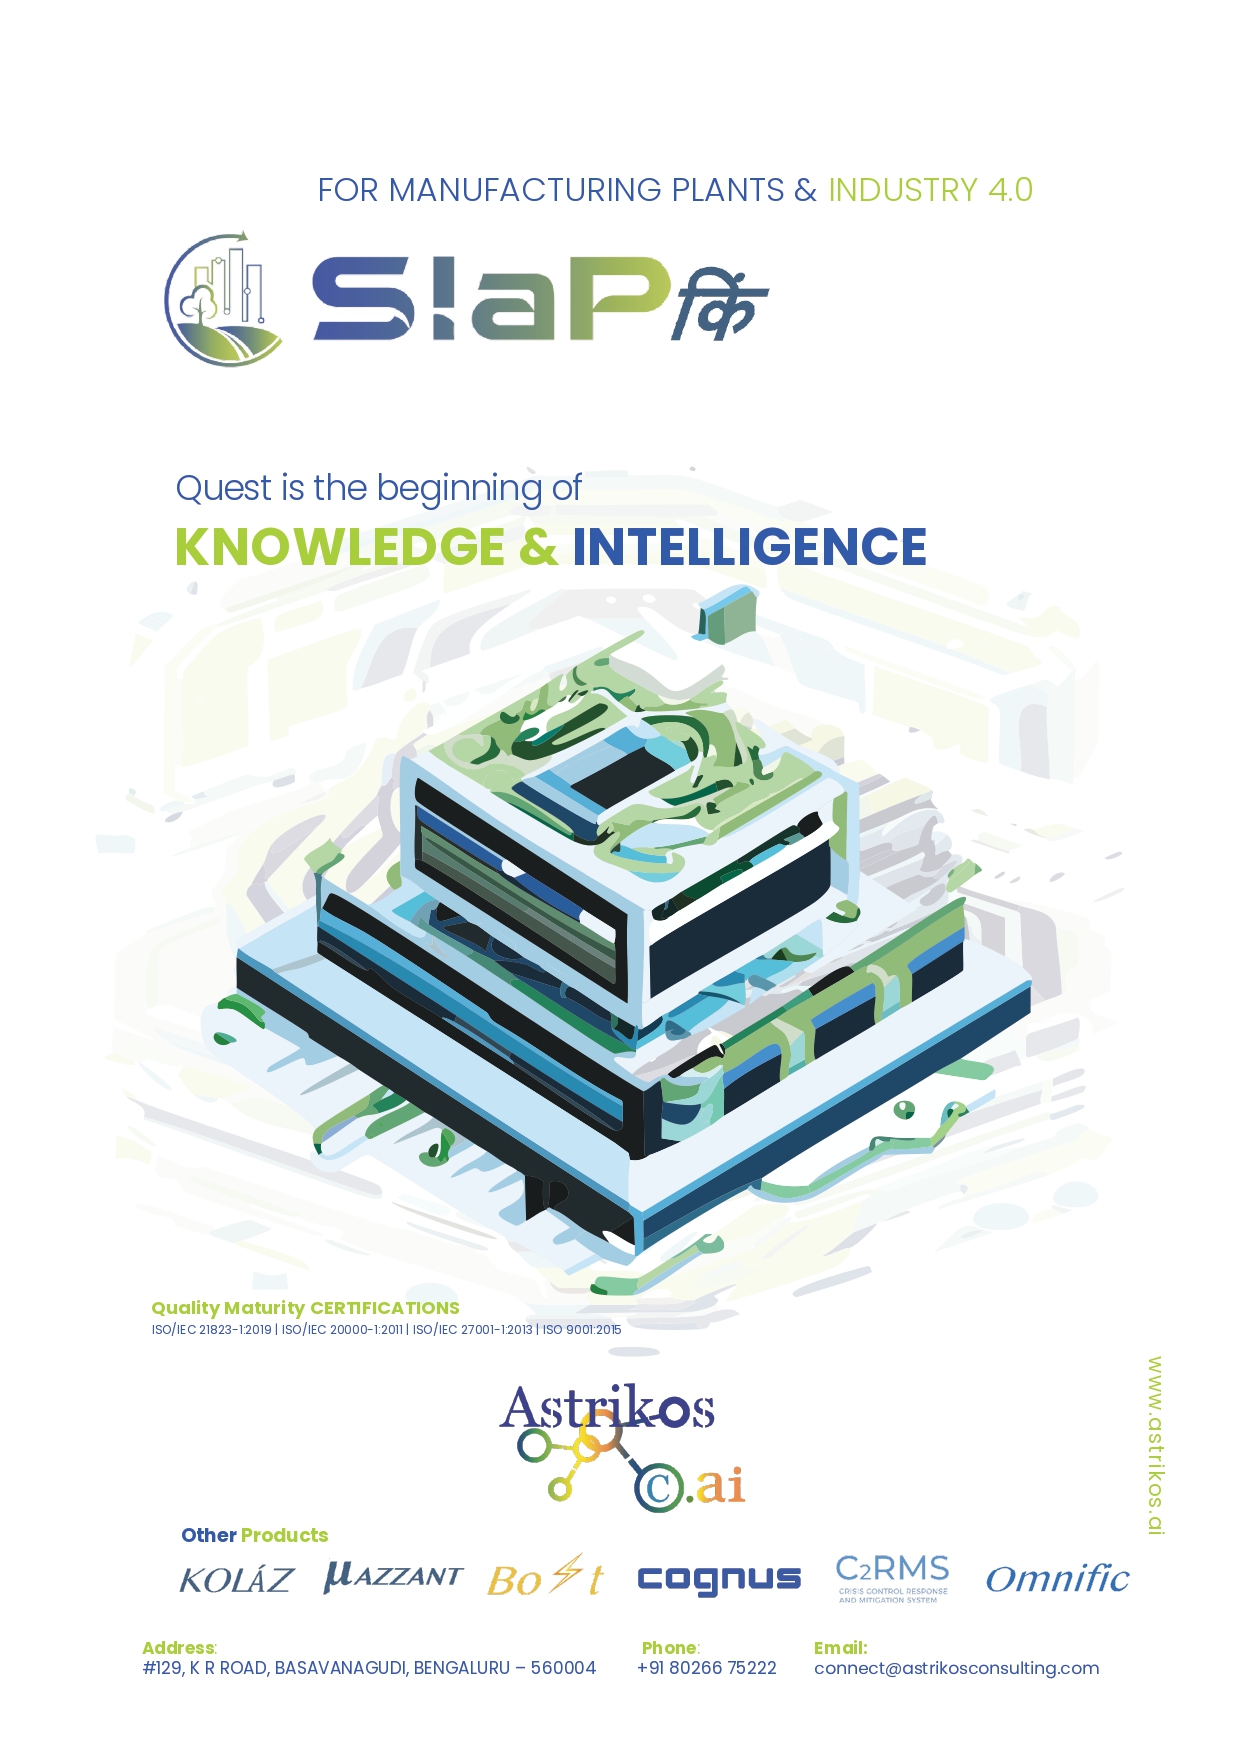 FOR MANUFACTURING PLANTS & INDUSTRY 4.0
S!aP किं
Quest is the beginning of
KNOWLEDGE & INTELLIGENCE
Quality Maturity CERTIFICATIONS
ISO/IEC 21823-1:2019 | ISO/IEC 20000-1:2011 | ISO/IEC 27001-1:2013 | ISO 9001:2015
www.astrikos.ai
Astrikos
c.ai
Other Products
KOLÁZ µAZZANT Bo⚡t cognus C2RMS Omnific
CRISIS CONTROL RESPONSE
AND MITIGATION SYSTEM
Address: Phone: Email:
#129, K R ROAD, BASAVANAGUDI, BENGALURU – 560004 +91 80266 75222 connect@astrikosconsulting.com